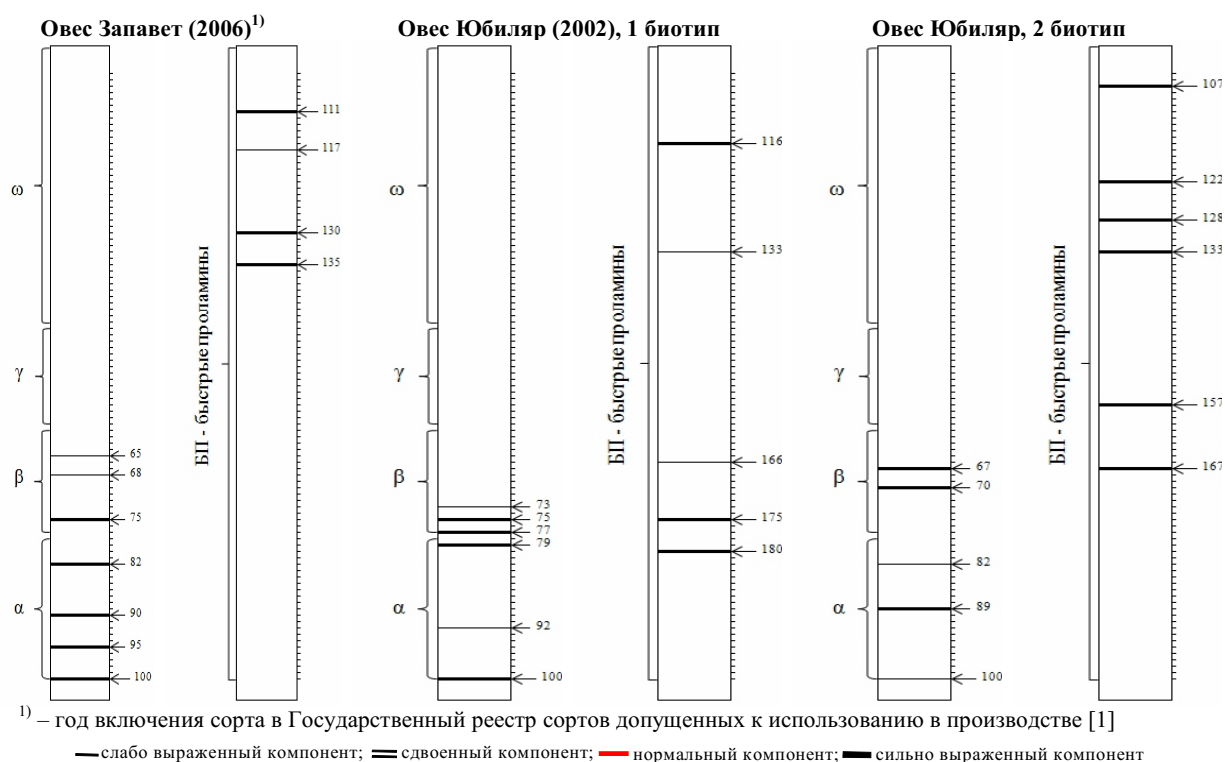 Овес Запавет (2006)1)
Овес Юбиляр (2002), 1 биотип
Овес Юбиляр, 2 биотип
ω
γ
β
α
65
68
75
82
90
95
100
БП - быстрые проламины
111
117
130
135
ω
γ
β
α
73
75
77
79
92
100
БП - быстрые проламины
116
133
166
175
180
ω
γ
β
α
67
70
82
89
100
БП - быстрые проламины
107
122
128
133
157
167
1) – год включения сорта в Государственный реестр сортов допущенных к использованию в производстве [1]
слабо выраженный компонент; сдвоенный компонент; нормальный компонент; сильно выраженный компонент